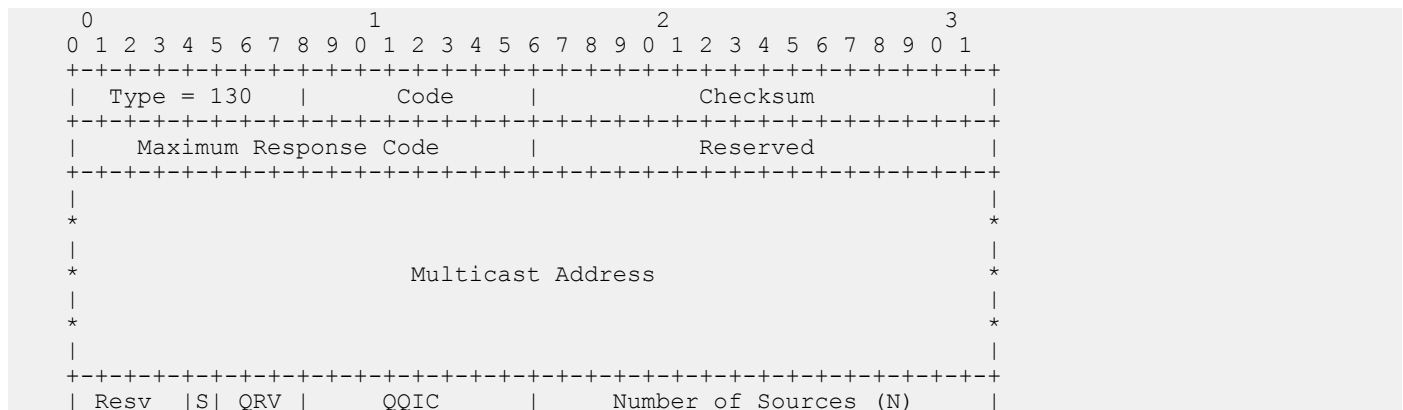 0                   1                   2                   3
0 1 2 3 4 5 6 7 8 9 0 1 2 3 4 5 6 7 8 9 0 1 2 3 4 5 6 7 8 9 0 1
+-+-+-+-+-+-+-+-+-+-+-+-+-+-+-+-+-+-+-+-+-+-+-+-+-+-+-+-+-+-+-+-+
|  Type = 130   |      Code     |           Checksum            |
+-+-+-+-+-+-+-+-+-+-+-+-+-+-+-+-+-+-+-+-+-+-+-+-+-+-+-+-+-+-+-+-+
|    Maximum Response Code      |           Reserved            |
+-+-+-+-+-+-+-+-+-+-+-+-+-+-+-+-+-+-+-+-+-+-+-+-+-+-+-+-+-+-+-+-+
|                                                               |
*                                                               *
|                                                               |
*                       Multicast Address                       *
|                                                               |
*                                                               *
|                                                               |
+-+-+-+-+-+-+-+-+-+-+-+-+-+-+-+-+-+-+-+-+-+-+-+-+-+-+-+-+-+-+-+-+
| Resv  |S| QRV |     QQIC      |     Number of Sources (N)     |